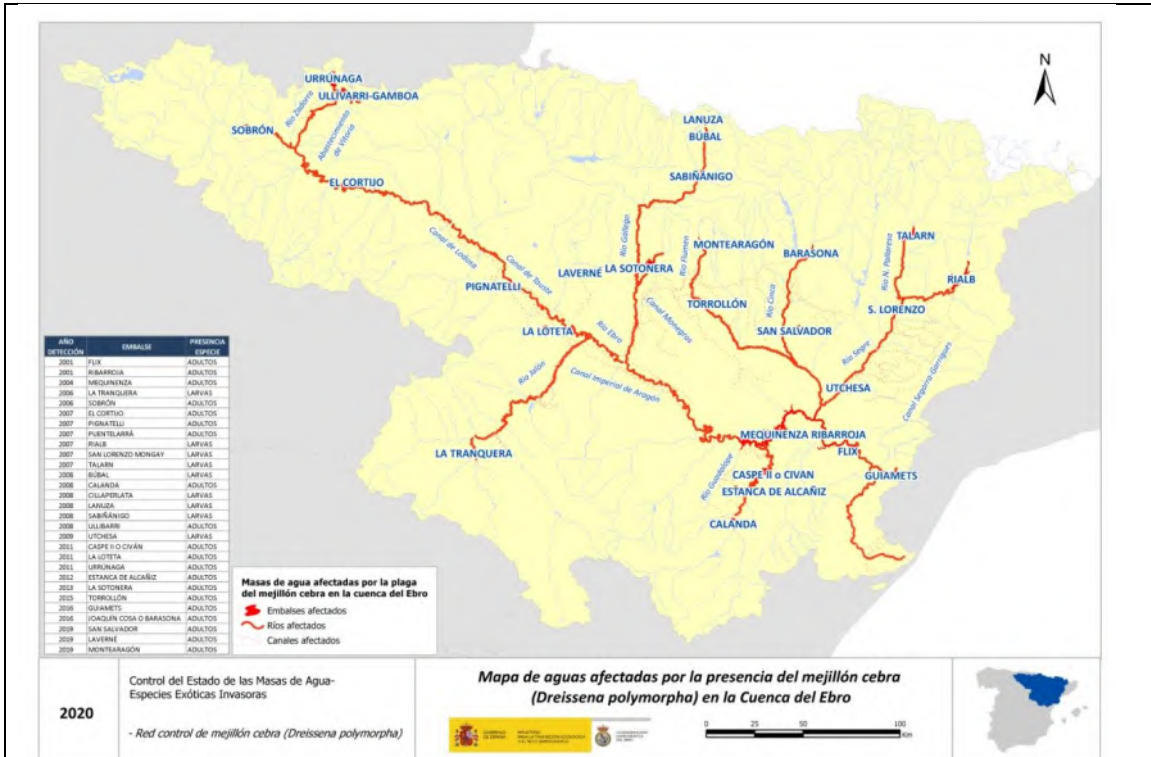 N
URRÚNAGA
ULLIVARRI-GAMBOA
Río Zadorra
Abastecimiento
de Vitoria
SOBRÓN
EL CORTIJO
LANUZA
BÚBAL
SABIÑÁNIGO
Canal de Lodosa
Canal de Tauste
Río Gallego
Río Flumen
MONTEARAGÓN
BARASONA
TALARN
Río N. Pallaresa
RIALB
LAVERNÉ
LA SOTONERA
PIGNATELLI
Canal Monegros
TORROLLÓN
Río Cinca
S. LORENZO
LA LOTETA
Río Ebro
SAN SALVADOR
Río Segre
Canal Segarra Garrigues
Río Jalón
Canal Imperial de Aragón
UTCHESA
LA TRANQUERA
MEQUINENZA RIBARROJA
FLIX
Río Guadalope
CASPE II o CIVAN
GUIAMETS
ESTANCA DE ALCAÑIZ
CALANDA
AÑO DETECCIÓN EMBALSE PRESENCIA ESPECIE
2001 FLIX ADULTOS
2001 RIBARROJA ADULTOS
2004 MEQUINENZA ADULTOS
2006 LA TRANQUERA LARVAS
2006 SOBRÓN ADULTOS
2007 EL CORTIJO ADULTOS
2007 PIGNATELLI ADULTOS
2007 PUENTELARRÁ ADULTOS
2007 RIALB LARVAS
2007 SAN LORENZO MONGAY LARVAS
2007 TALARN LARVAS
2008 BÚBAL LARVAS
2008 CALANDA ADULTOS
2008 CILLAPERLATA LARVAS
2008 LANUZA LARVAS
2008 SABIÑÁNIGO LARVAS
2008 ULLIBARRI ADULTOS
2009 UTCHESA LARVAS
2011 CASPE II O CIVÁN ADULTOS
2011 LA LOTETA ADULTOS
2011 URRÚNAGA ADULTOS
2012 ESTANCA DE ALCAÑIZ ADULTOS
2013 LA SOTONERA ADULTOS
2015 TORROLLÓN ADULTOS
2016 GUIAMETS ADULTOS
2016 JOAQUÍN COSA O BARASONA ADULTOS
2019 SAN SALVADOR ADULTOS
2019 LAVERNÉ ADULTOS
2019 MONTEARAGÓN ADULTOS
Masas de agua afectadas por la plaga
del mejillón cebra en la cuenca del Ebro
Embalses afectados
Ríos afectados
Canales afectados
2020
Control del Estado de las Masas de Agua-
Especies Exóticas Invasoras
- Red control de mejillón cebra (Dreissena polymorpha)
Mapa de aguas afectadas por la presencia del mejillón cebra
(Dreissena polymorpha) en la Cuenca del Ebro
GOBIERNO
DE ESPAÑA
0 25 50 100
Km